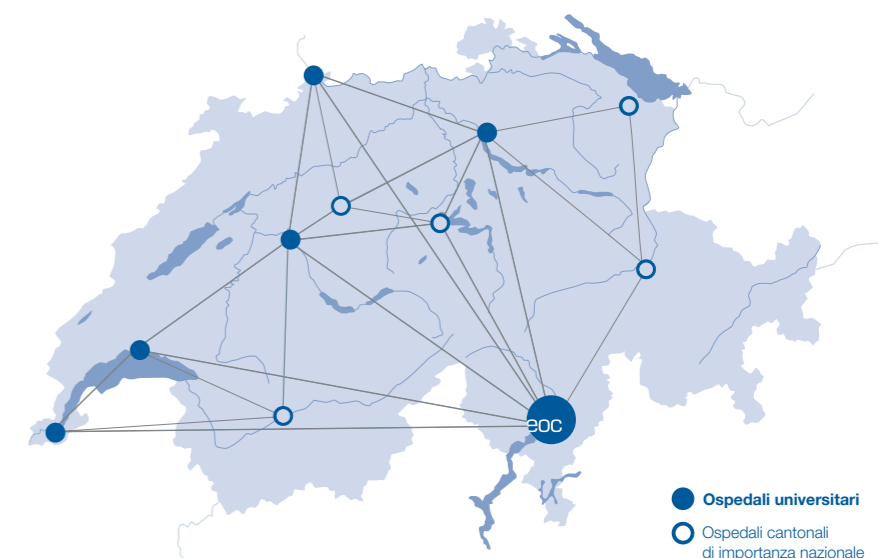 eoc
Ospedali universitari
Ospedali cantonali
di importanza nazionale